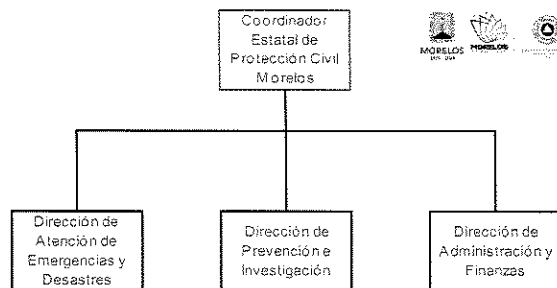 Coordinador
Estatal de
Protección Civil
Morelos
MORELOS
MORELOS
Dirección de
Atención de
Emergencias y
Desastres
Dirección de
Prevención e
Investigación
Dirección de
Administración y
Finanzas